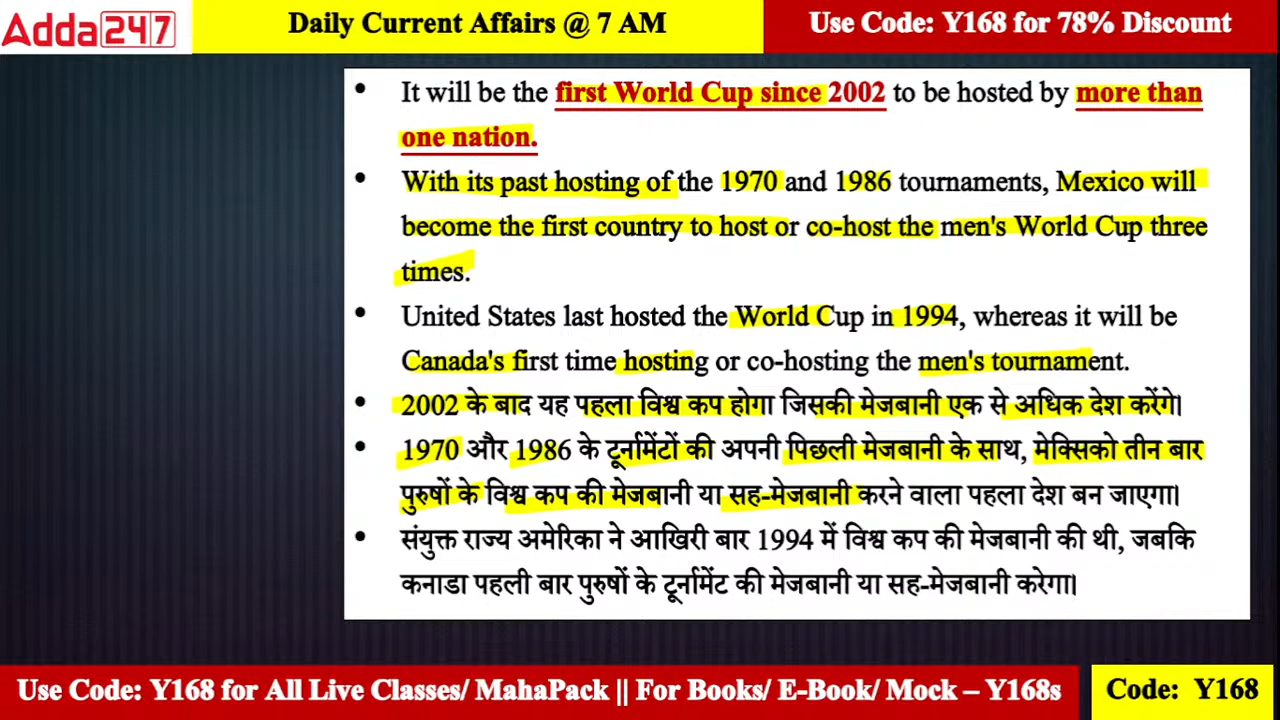 Adda247
Daily Current Affairs @ 7 AM
Use Code: Y168 for 78% Discount
• It will be the first World Cup since 2002 to be hosted by more than
one nation.
• With its past hosting of the 1970 and 1986 tournaments, Mexico will
become the first country to host or co-host the men's World Cup three
times.
• United States last hosted the World Cup in 1994, whereas it will be
Canada's first time hosting or co-hosting the men's tournament.
• 2002 के बाद यह पहला विश्व कप होगा जिसकी मेजबानी एक से अधिक देश करेंगे।
• 1970 और 1986 के टूर्नामेंटों की अपनी पिछली मेजबानी के साथ, मेक्सिको तीन बार
पुरुषों के विश्व कप की मेजबानी या सह-मेजबानी करने वाला पहला देश बन जाएगा।
• संयुक्त राज्य अमेरिका ने आखिरी बार 1994 में विश्व कप की मेजबानी की थी, जबकि
कनाडा पहली बार पुरुषों के टूर्नामेंट की मेजबानी या सह-मेजबानी करेगा।
Use Code: Y168 for All Live Classes/ MahaPack || For Books/ E-Book/ Mock – Y168s
Code: Y168